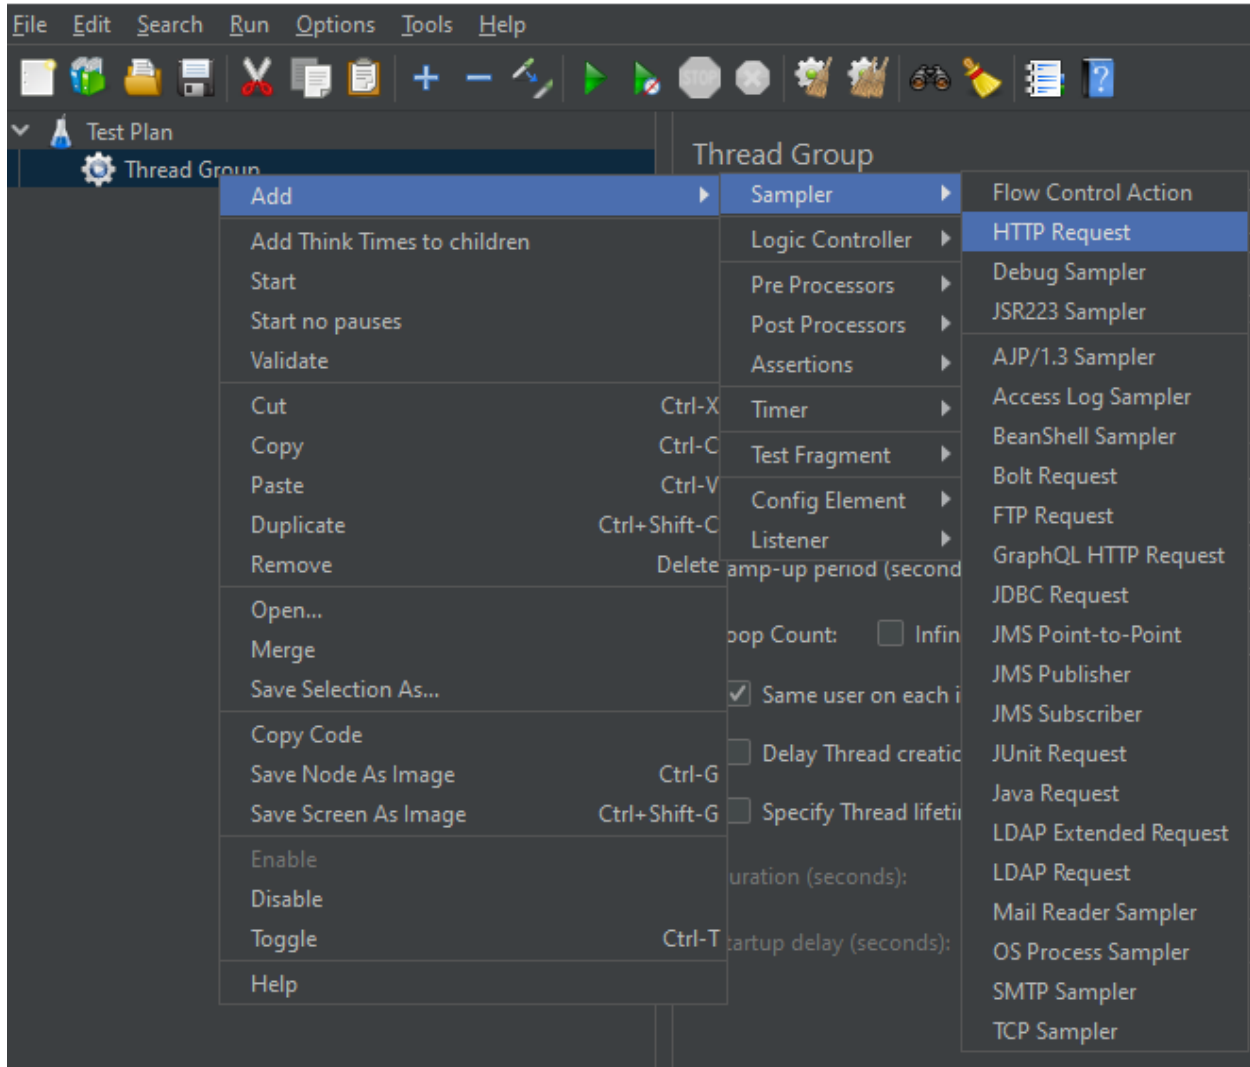 File Edit Search Run Options Tools Help
STOP
Test Plan
Thread Group
Thread Group
Add
Add Think Times to children
Start
Start no pauses
Validate
Cut Ctrl-X
Copy Ctrl-C
Paste Ctrl-V
Duplicate Ctrl+Shift-C
Remove Delete
Open...
Merge
Save Selection As...
Copy Code
Save Node As Image Ctrl-G
Save Screen As Image Ctrl+Shift-G
Enable
Disable
Toggle Ctrl-T
Help
Sampler
Logic Controller
Pre Processors
Post Processors
Assertions
Timer
Test Fragment
Config Element
Listener
Flow Control Action
HTTP Request
Debug Sampler
JSR223 Sampler
AJP/1.3 Sampler
Access Log Sampler
BeanShell Sampler
Bolt Request
FTP Request
GraphQL HTTP Request
JDBC Request
JMS Point-to-Point
JMS Publisher
JMS Subscriber
JUnit Request
Java Request
LDAP Extended Request
LDAP Request
Mail Reader Sampler
OS Process Sampler
SMTP Sampler
TCP Sampler
amp-up period (second
oop Count: Infin
Same user on each i
Delay Thread creatio
Specify Thread lifeti
uration (seconds):
tartup delay (seconds):